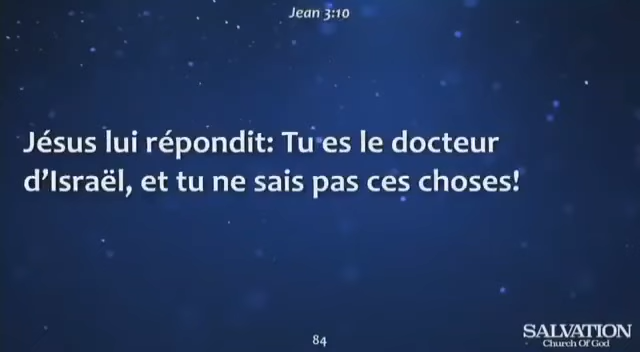 Jean 3:10
Jésus lui répondit: Tu es le docteur
d’Israël, et tu ne sais pas ces choses!
84
SALVATION
Church Of God